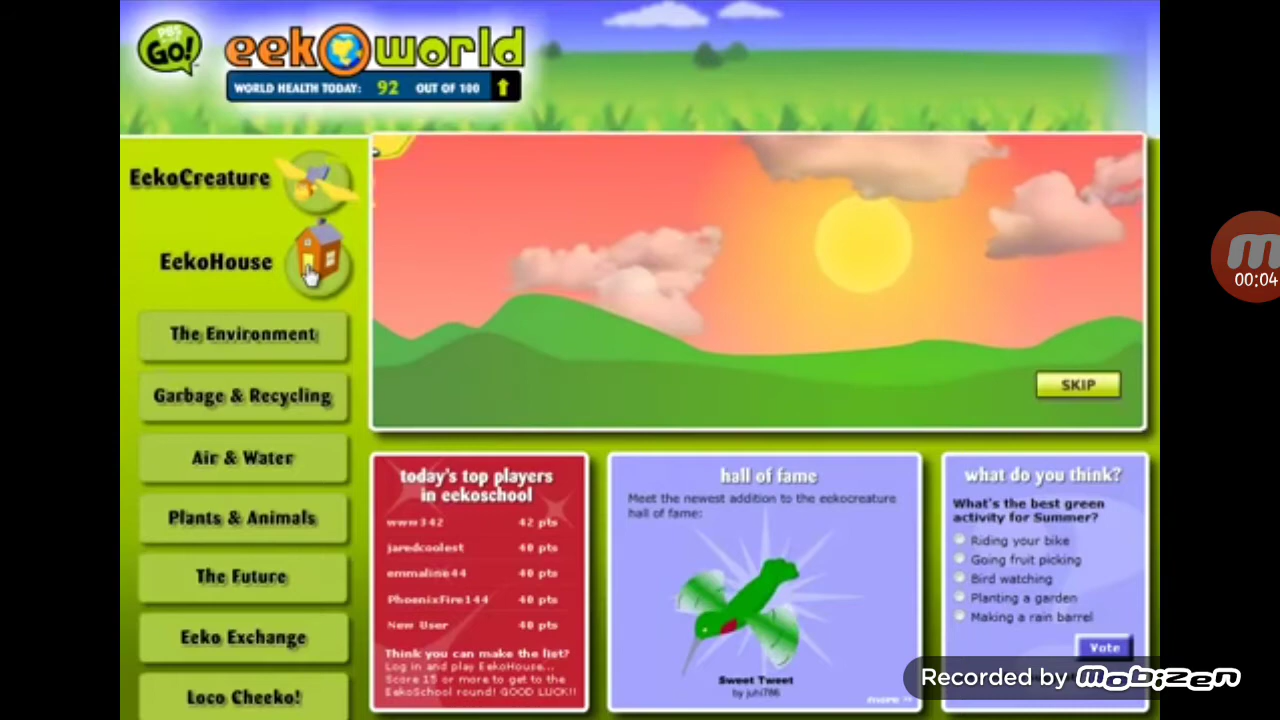 PBS
GO!
eekoworld
WORLD HEALTH TODAY: 92 OUT OF 100
EekoCreature
EekoHouse
The Environment
Garbage & Recycling
Air & Water
Plants & Animals
The Future
Eeko Exchange
Loco Cheeko!
SKIP
today's top players
in eekoschool
www342 42 pts
jaredcoolest 40 pts
emmaline44 40 pts
PhoenixFire144 40 pts
New User 40 pts
Think you can make the list?
Log in and play EekoHouse...
Score 15 or more to get to the
EekoSchool round! GOOD LUCK!!
hall of fame
Meet the newest addition to the eekocreature
hall of fame:
Sweet Tweet
by juhi786
more
what do you think?
What's the best green
activity for Summer?
Riding your bike
Going fruit picking
Bird watching
Planting a garden
Making a rain barrel
Vote
00:04
Recorded by mobizen